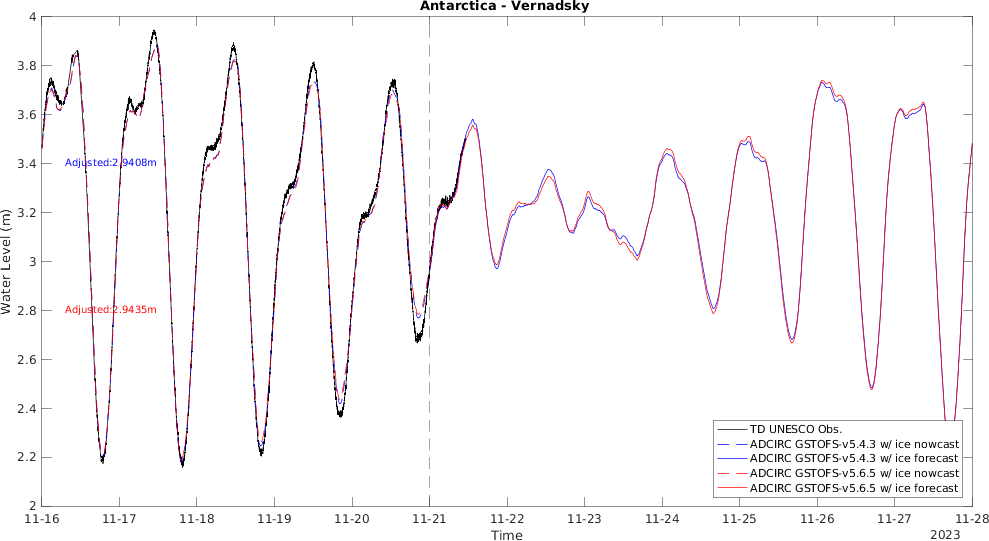 Antarctica - Vernadsky
4
3.8
3.6
3.4
3.2
3
2.8
2.6
2.4
2.2
2
Water Level (m)
Adjusted:2.9408m
Adjusted:2.9435m
TD UNESCO Obs.
ADCIRC GSTOFS-v5.4.3 w/ ice nowcast
ADCIRC GSTOFS-v5.4.3 w/ ice forecast
ADCIRC GSTOFS-v5.6.5 w/ ice nowcast
ADCIRC GSTOFS-v5.6.5 w/ ice forecast
11-16 11-17 11-18 11-19 11-20 11-21 11-22 11-23 11-24 11-25 11-26 11-27 11-28
Time
2023